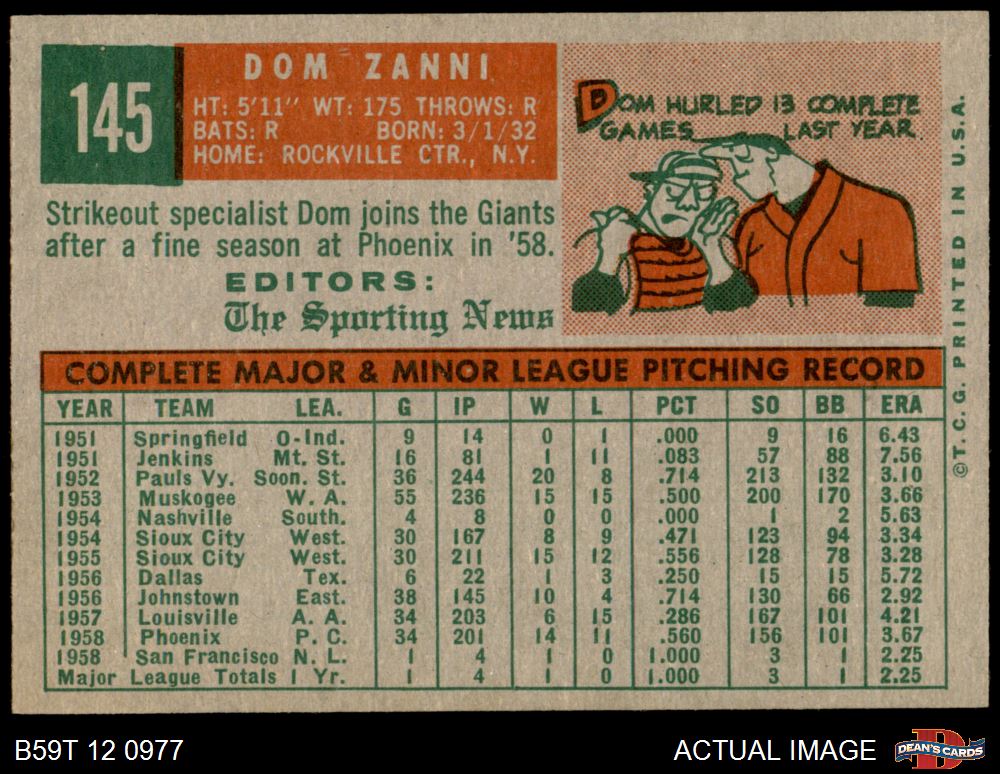 145
DOM ZANNI
HT: 5'11" WT: 175 THROWS: R
BATS: R BORN: 3/1/32
HOME: ROCKVILLE CTR., N.Y.
Strikeout specialist Dom joins the Giants
after a fine season at Phoenix in '58.
EDITORS:
The Sporting News
DOM HURLED 13 COMPLETE
GAMES LAST YEAR.
COMPLETE MAJOR & MINOR LEAGUE PITCHING RECORD
YEAR TEAM LEA. G IP W L PCT SO BB ERA
1951 Springfield O-Ind. 9 14 0 1 .000 9 16 6.43
1951 Jenkins Mt. St. 16 81 1 11 .083 57 88 7.56
1952 Pauls Vy. Soon. St. 36 244 20 8 .714 213 132 3.10
1953 Muskogee W. A. 55 236 15 15 .500 200 170 3.66
1954 Nashville South. 4 8 0 0 .000 1 2 5.63
1954 Sioux City West. 30 167 8 9 .471 123 94 3.34
1955 Sioux City West. 30 211 15 12 .556 128 78 3.28
1956 Dallas Tex. 6 22 1 3 .250 15 15 5.72
1956 Johnstown East. 38 145 10 4 .714 130 66 2.92
1957 Louisville A. A. 34 203 6 15 .286 167 101 4.21
1958 Phoenix P. C. 34 201 14 11 .560 156 101 3.67
1958 San Francisco N. L. 1 4 1 0 1.000 3 1 2.25
Major League Totals 1 Yr. 1 4 1 0 1.000 3 1 2.25
©T. C. G. PRINTED IN U.S.A.
B59T 12 0977
ACTUAL IMAGE
D
DEAN'S CARDS